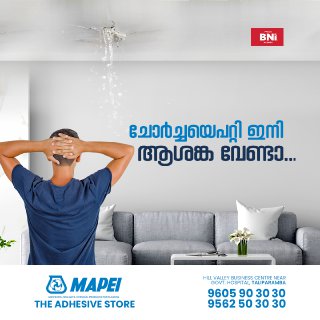 BNI
ചോർച്ചയെപറ്റി ഇനി
ആശങ്ക വേണ്ടാ...
MAPEI
THE ADHESIVE STORE
HILL VALLEY BUSINESS CENTRE NEAR
GOVT. HOSPITAL, TALIPARAMBA
9605 90 30 30
9562 50 30 30